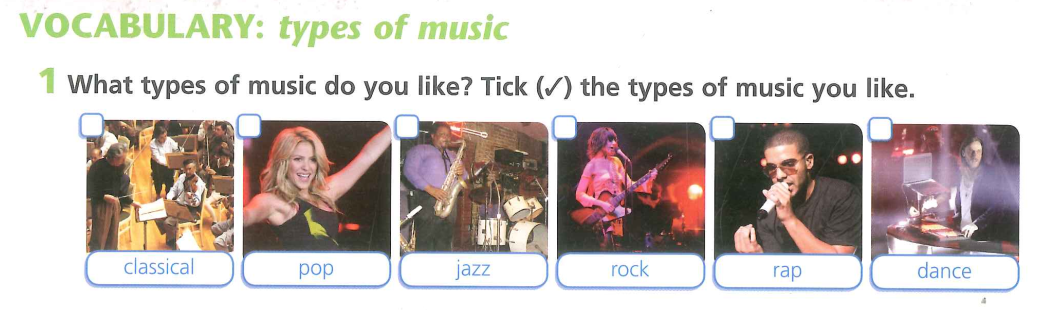 VOCABULARY: types of music
1 What types of music do you like? Tick (✓) the types of music you like.
classical pop jazz rock rap dance
4